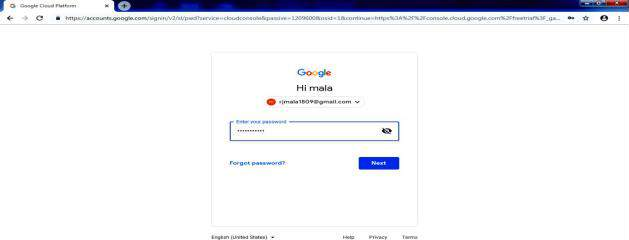 Google Cloud Platform
https://accounts.google.com/signin/v2/sl/pwd?service=cloudconsole&passive=1209600&osid=1&continue=https%3A%2F%2Fconsole.cloud.google.com%2Ffreetrial%3F_ga...
Google
Hi mala
rjmala1809@gmail.com
Enter your password
•••••••••••
Forgot password? Next
English (United States) Help Privacy Terms